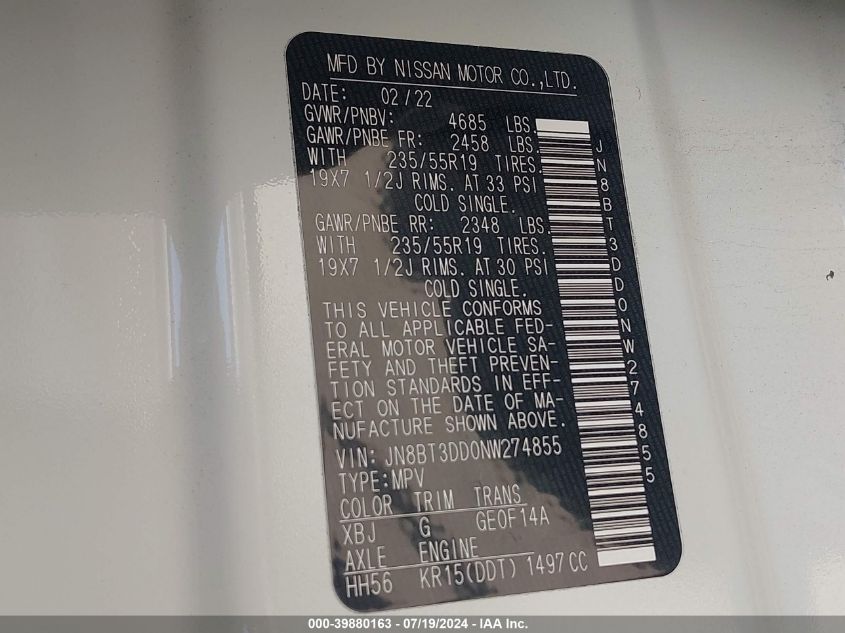 MFD BY NISSAN MOTOR CO.,LTD.
DATE: 02/22
GVWR/PNBV: 4685 LBS.
GAWR/PNBE FR: 2458 LBS.
WITH 235/55R19 TIRES.
19X7 1/2J RIMS. AT 33 PSI
COLD SINGLE.
GAWR/PNBE RR: 2348 LBS.
WITH 235/55R19 TIRES.
19X7 1/2J RIMS. AT 30 PSI
COLD SINGLE.
THIS VEHICLE CONFORMS
TO ALL APPLICABLE FED-
ERAL MOTOR VEHICLE SA-
FETY AND THEFT PREVEN-
TION STANDARDS IN EFF-
ECT ON THE DATE OF MA-
NUFACTURE SHOWN ABOVE.
VIN: JN8BT3DD0NW274855
TYPE:MPV
COLOR TRIM TRANS
XBJ G GE0F14A
AXLE ENGINE
HH56 KR15(DDT) 1497CC
JN8BT3DD0NW274855
000-39880163 - 07/19/2024 - IAA Inc.